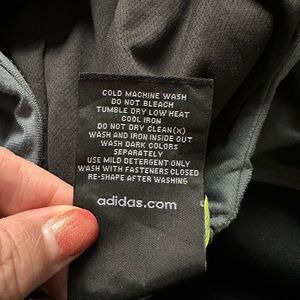 COLD MACHINE WASH
DO NOT BLEACH
TUMBLE DRY LOW HEAT
COOL IRON
DO NOT DRY CLEAN(X)
WASH AND IRON INSIDE OUT
WASH DARK COLORS
SEPARATELY
USE MILD DETERGENT ONLY
WASH WITH FASTENERS CLOSED
RE-SHAPE AFTER WASHING
adidas.com